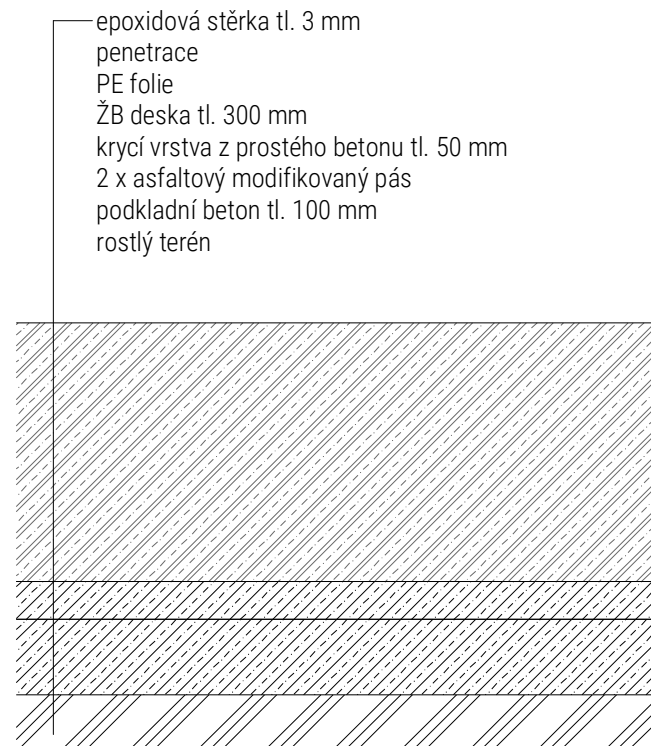 epoxidová stěrka tl. 3 mm
penetrace
PE folie
ŽB deska tl. 300 mm
krycí vrstva z prostého betonu tl. 50 mm
2 x asfaltový modifikovaný pás
podkladní beton tl. 100 mm
rostlý terén